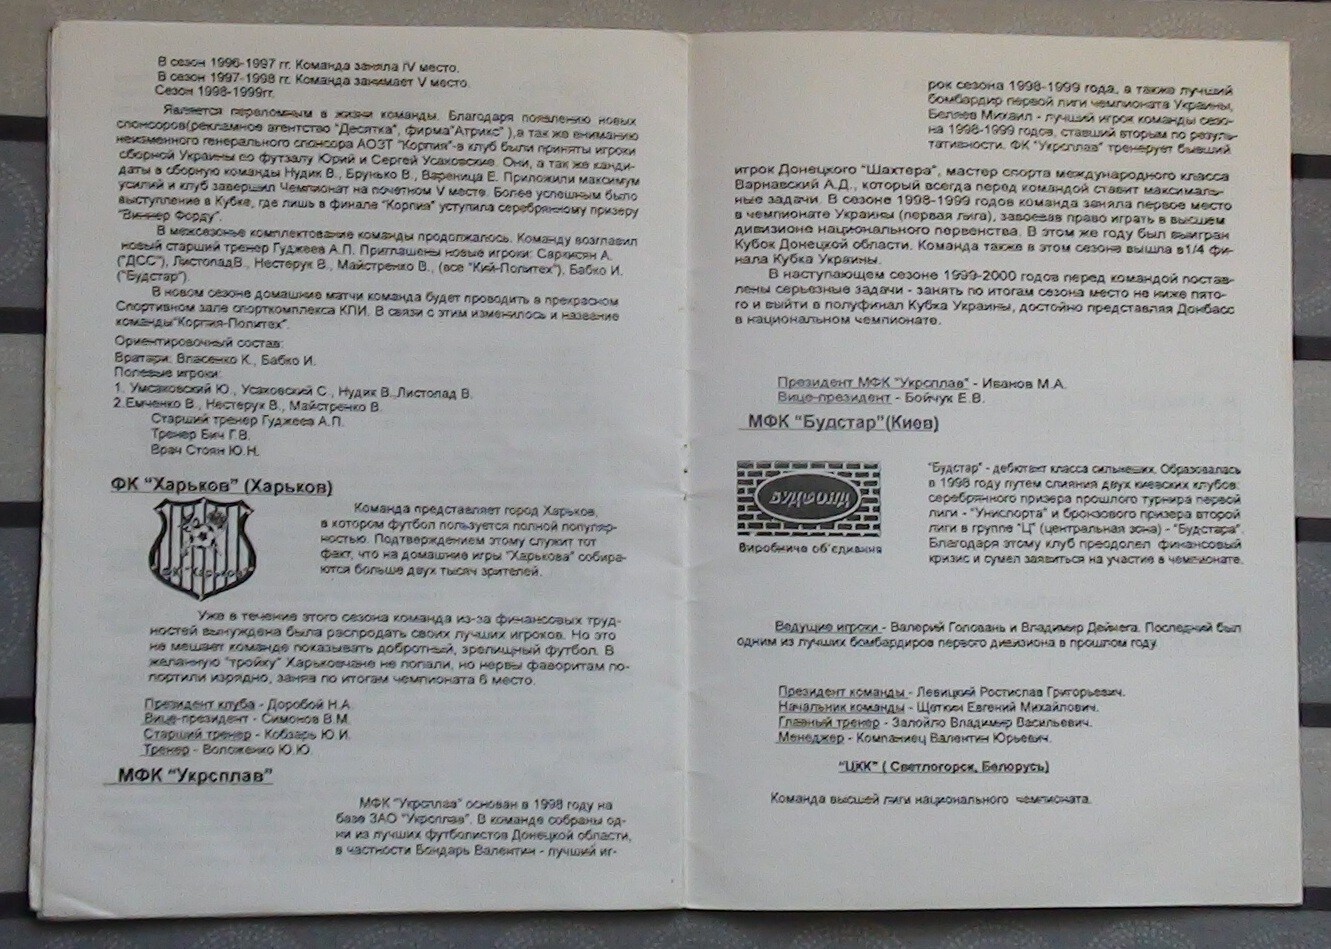 В сезон 1996-1997 гг. Команда заняла IV место.
В сезон 1997-1998 гг. Команда занимает V место.
Сезон 1998-1999гг.
Является переломным в жизни команды. Благодаря появлению новых
спонсоров(рекламное агентство "Десятка", фирма"Атрикс" ),а так же вниманию
неизменного генерального спонсора АОЗТ "Корпия"-в клуб были приняты игроки
сборной Украины по футзалу Юрий и Сергей Усаковские. Они, а так же канди-
даты в сборную команды Нудик В., Брунько В., Вареница Е. Приложили максимум
усилий и клуб завершил Чемпионат на почетном V месте. Более успешным было
выступление в Кубке, где лишь в финале "Корпия" уступила серебрянному призеру
"Виннер Форду".
В межсезонье комплектование команды продолжалось. Команду возглавил
новый старший тренер Гуджеев А.П. Приглашены новые игроки: Саркисян А.
("ДСС"), ЛистопадВ., Нестерук В., Майстренко В., (все "Кий-Политех"), Бабко И.
("Будстар").
В новом сезоне домашние матчи команда будет проводить в прекрасном
Спортивном зале спорткомплекса КПИ. В связи с этим изменилось и название
команды"Корпия-Политех".
Ориентировочный состав:
Вратари: Власенко К., Бабко И.
Полевые игроки:
1. Умсаковский Ю., Усаковский С., Нудик В.,Листопад В.
2.Емченко В., Нестерук В., Майстренко В.
Старший тренер Гуджеев А.П.
Тренер Бич Г.В.
Врач Стоян Ю.Н.
ФК "Харьков" (Харьков)
Команда представляет город Харьков,
в котором футбол пользуется полной популяр-
ностью. Подтверждением этому служит тот
факт, что на домашние игры "Харькова" собира-
ются больше двух тысяч зрителей.
ФК "Харьков"
Уже в течение этого сезона команда из-за финансовых труд-
ностей вынуждена была распродать своих лучших игроков. Но это
не мешает команде показывать добротный, зрелищный футбол. В
желанную "тройку" Харьковчане не попали, но нервы фаворитам по-
портили изрядно, заняв по итогам чемпионата 6 место.
Президент клуба - Доробой Н.А.
Вице-президент - Симонов В.М.
Старший тренер - Кобзарь Ю.И.
Тренер - Воложенко Ю.Ю.
МФК "Укрсплав"
МФК "Укрсплав" основан в 1998 году на
базе ЗАО "Укрсплав". В команде собраны од-
ни из лучших футболистов Донецкой области,
в частности Бондарь Валентин - лучший иг-
рок сезона 1998-1999 года, а также лучший
бомбардир первой лиги чемпионата Украины,
Беляев Михаил - лучший игрок команды сезо-
на 1998-1999 годов, ставший вторым по резуль-
тативности. ФК "Укрсплав" тренерует бывший
игрок Донецкого "Шахтера", мастер спорта международного класса
Варнавский А.Д., который всегда перед командой ставит максималь-
ные задачи. В сезоне 1998-1999 годов команда заняла первое место
в чемпионате Украины (первая лига), завоевав право играть в высшем
дивизионе национального первенства. В этом же году был выигран
Кубок Донецкой области. Команда также в этом сезоне вышла в1/4 фи-
нала Кубка Украины.
В наступающем сезоне 1999-2000 годов перед командой постав-
лены серьезные задачи - занять по итогам сезона место не ниже пято-
го и выйти в полуфинал Кубка Украины, достойно представляя Донбасс
в национальном чемпионате.
Президент МФК "Укрсплав" - Иванов М.А.
Вице-президент - Бойчук Е.В.
МФК "Будстар"(Киев)
БУДФОНД
Виробниче об'єднання
"Будстар" - дебютант класса сильнеших. Образовалась
в 1998 году путем слияния двух киевских клубов:
серебрянного призера прошлого турнира первой
лиги - "Униспорта" и бронзового призера второй
лиги в группе "Ц" (центральная зона) - "Будстара".
Благодаря этому клуб преодолел финансовый
кризис и сумел заявиться на участие в чемпионате.
Ведущие игроки - Валерий Головань и Владимир Дейнега. Последний был
одним из лучших бомбардиров первого дивизиона в прошлом году.
Президент команды - Левицкий Ростислав Григорьевич.
Начальник команды - Щеткин Евгений Михайлович.
Главный тренер - Залойло Владимир Васильевич.
Менеджер - Компаниец Валентин Юрьевич.
"ЦКК" ( Светлогорск, Белорусь)
Команда высшей лиги национального чемпионата.